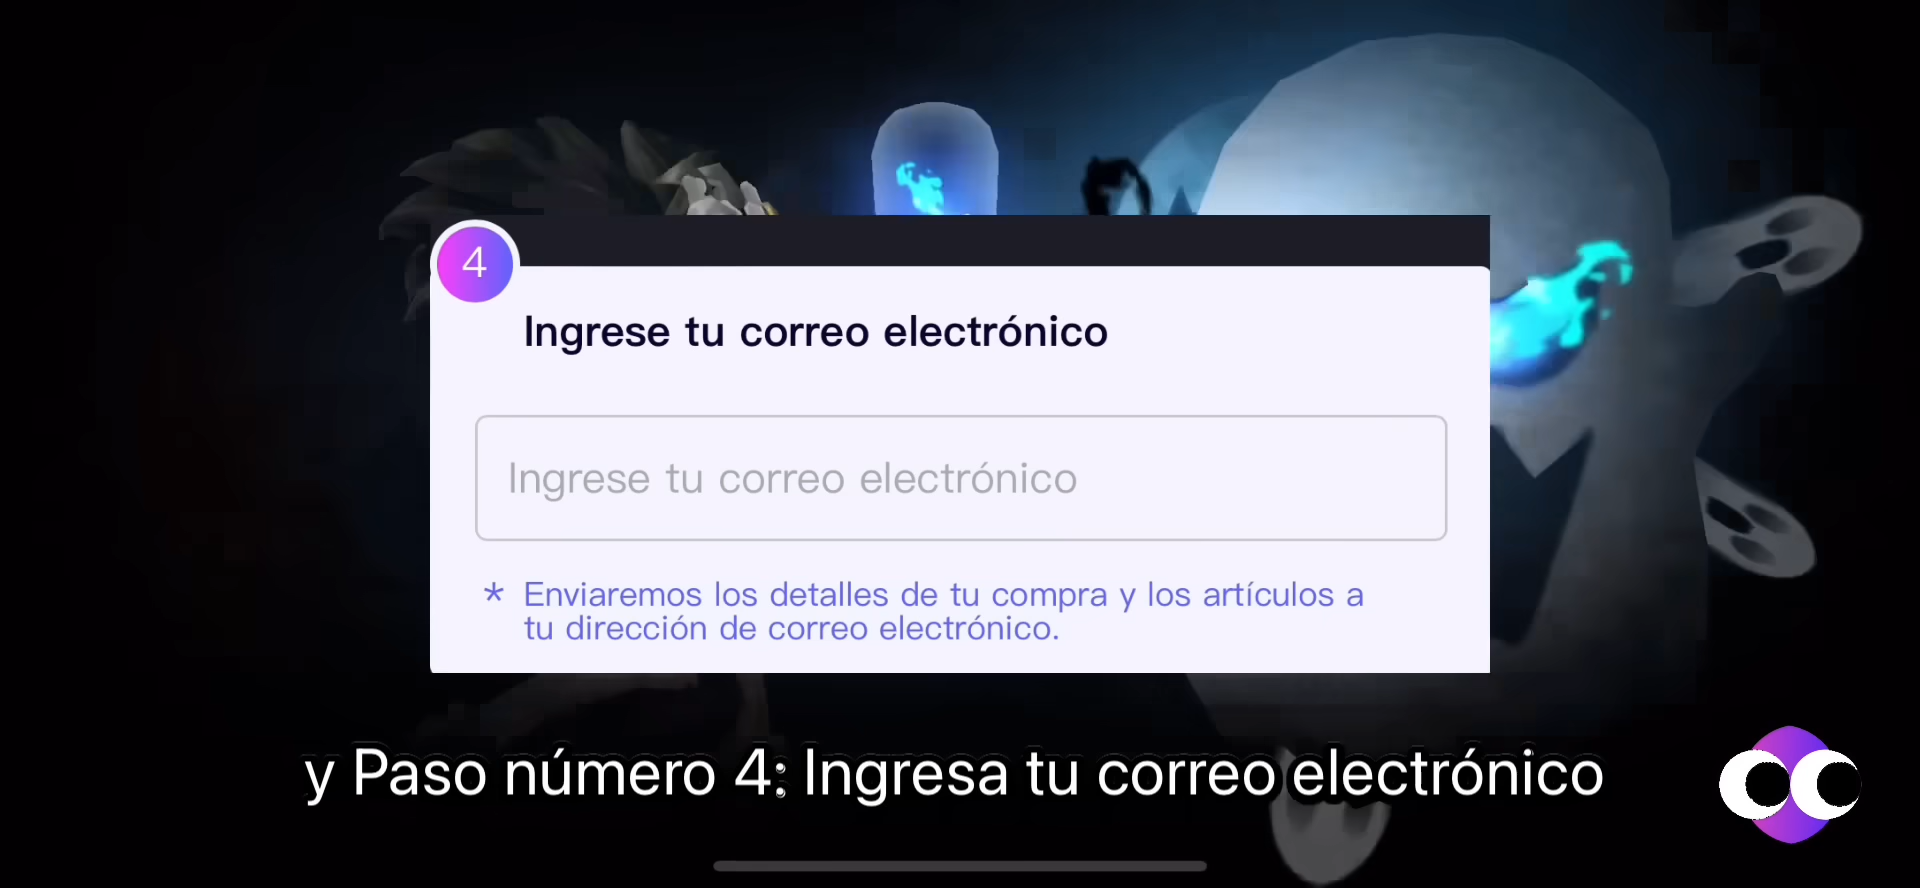 4
Ingrese tu correo electrónico
Ingrese tu correo electrónico
* Enviaremos los detalles de tu compra y los artículos a
tu dirección de correo electrónico.
y Paso número 4: Ingresa tu correo electrónico